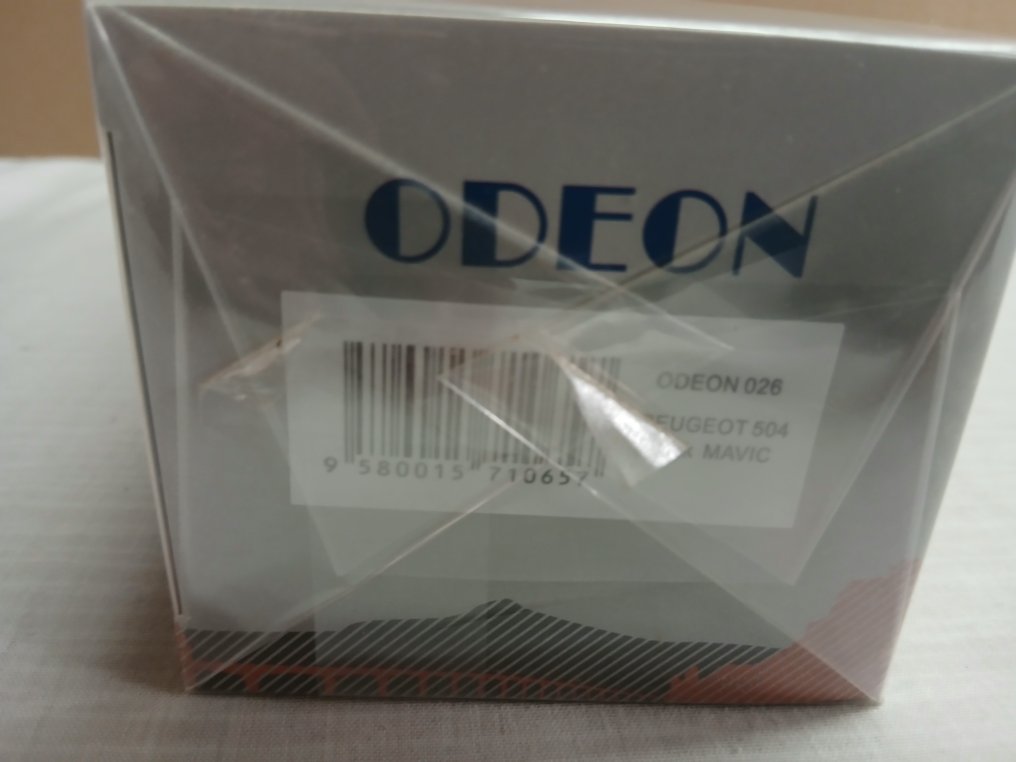 ODEON
ODEON 026
PEUGEOT 504
MAVIC
9 580015 710657